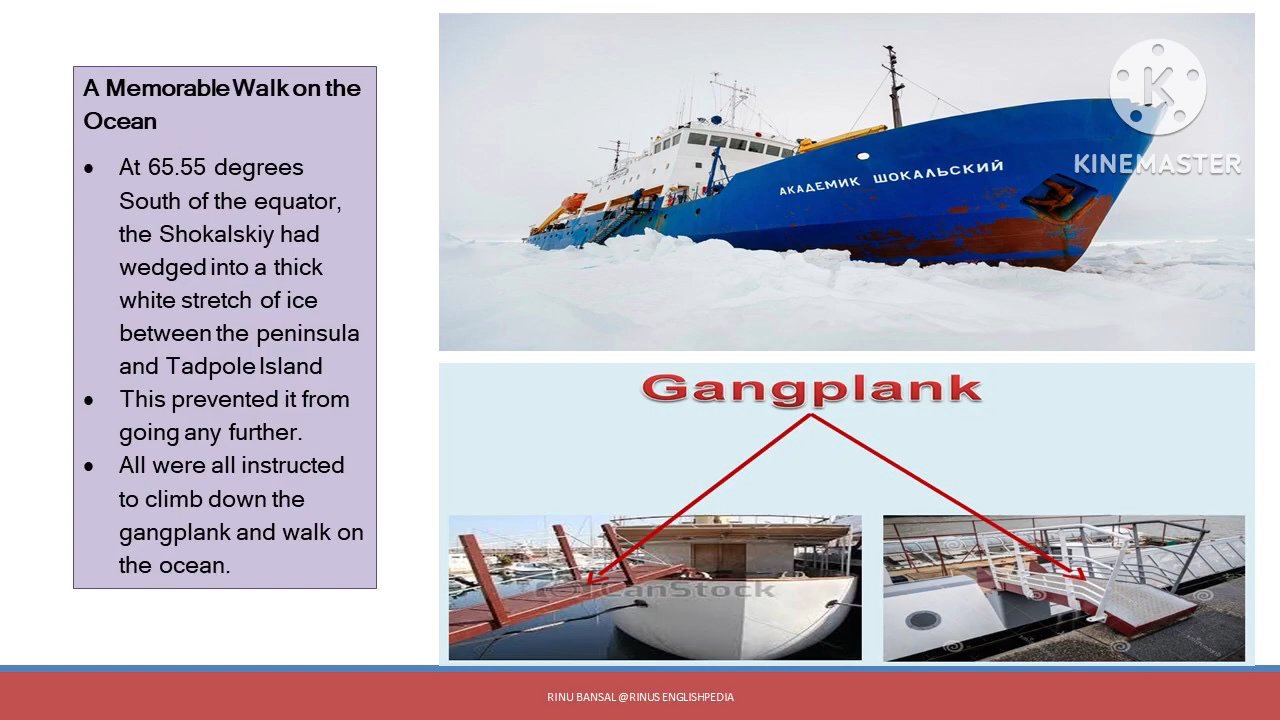 A Memorable Walk on the
Ocean
• At 65.55 degrees
South of the equator,
the Shokalskiy had
wedged into a thick
white stretch of ice
between the peninsula
and Tadpole Island
• This prevented it from
going any further.
• All were all instructed
to climb down the
gangplank and walk on
the ocean.
АКАДЕМИК ШОКАЛЬСКИЙ
K
KINEMASTER
Gangplank
CanStock
RINU BANSAL @RINUS ENGLISHPEDIA